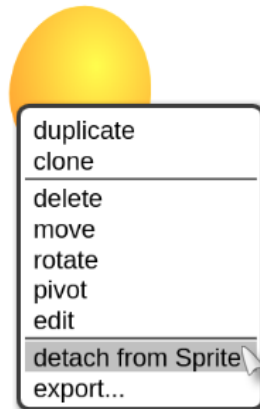 duplicate
clone
delete
move
rotate
pivot
edit
detach from Sprite
export...